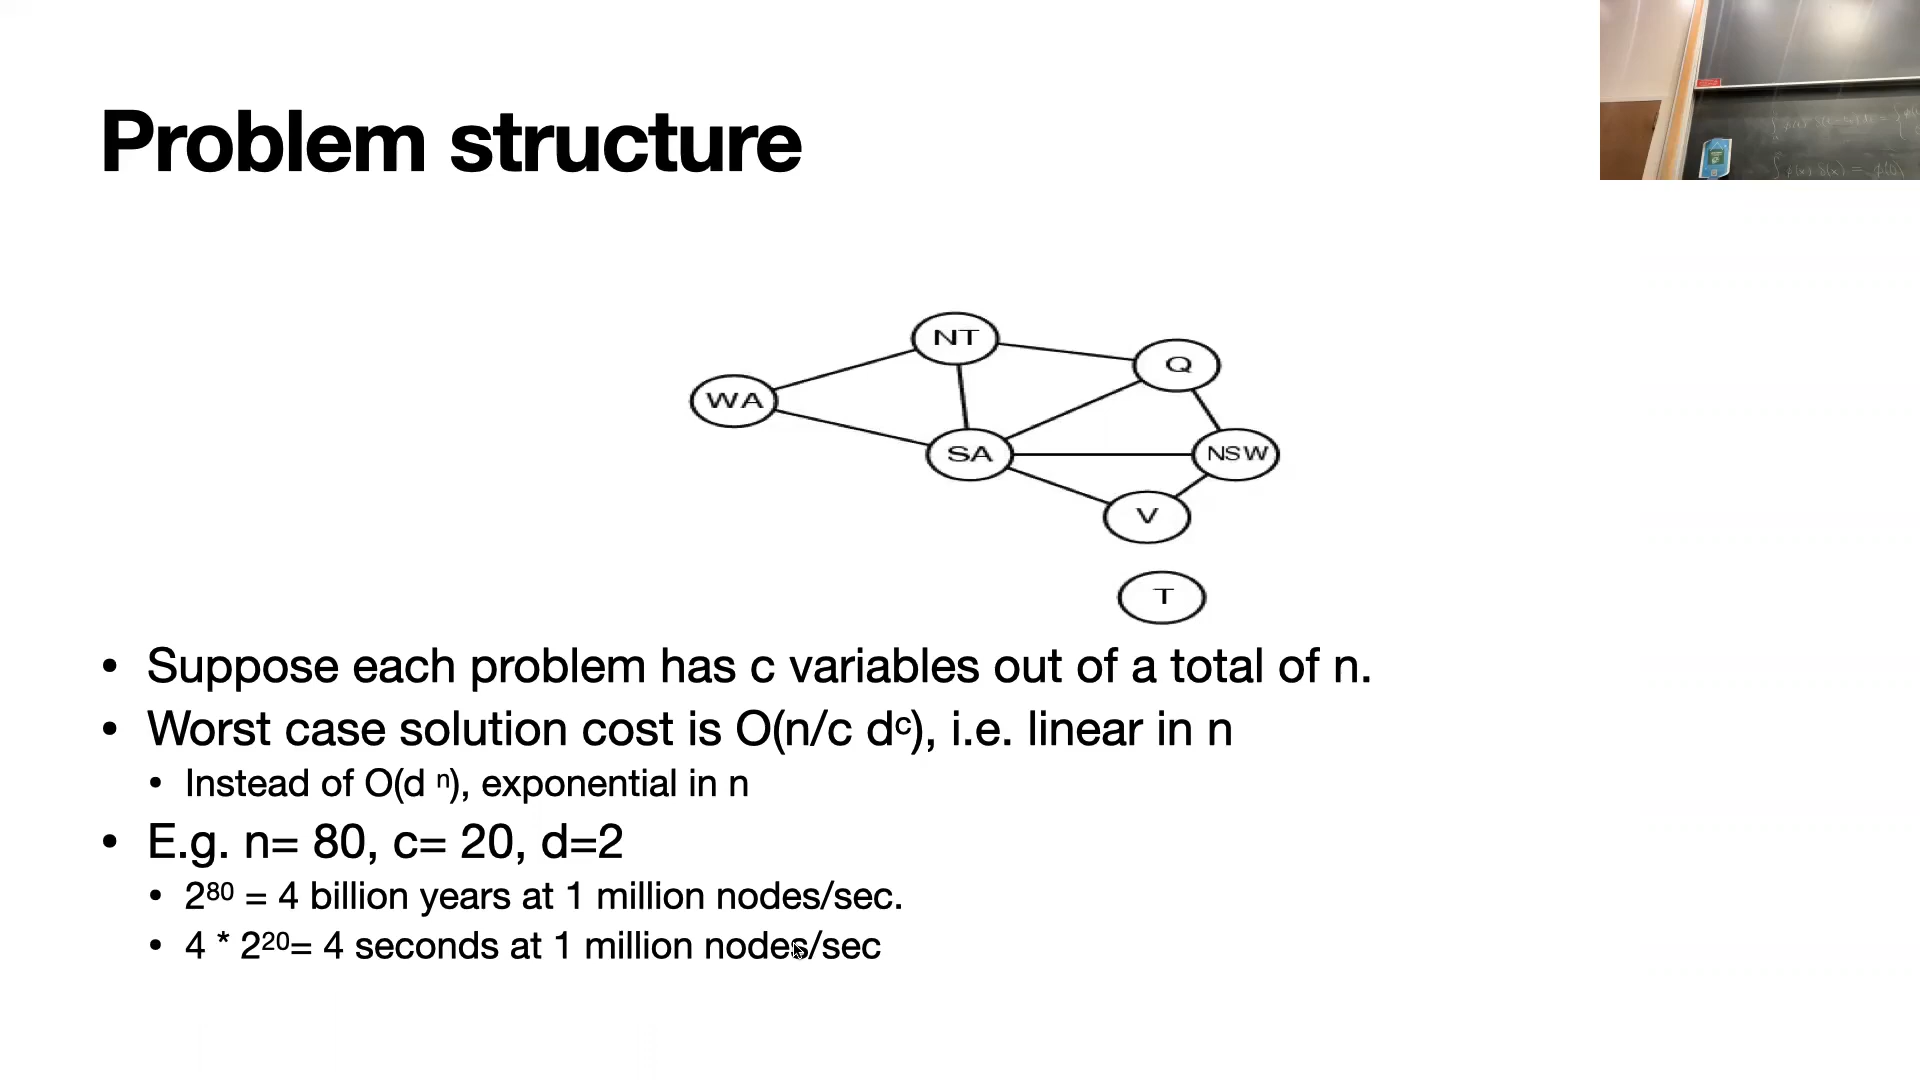 Problem structure
NT
Q
WA
SA
NSW
V
T
• Suppose each problem has c variables out of a total of n.
• Worst case solution cost is O(n/c dᶜ), i.e. linear in n
• Instead of O(d ⁿ), exponential in n
• E.g. n= 80, c= 20, d=2
• 2⁸⁰ = 4 billion years at 1 million nodes/sec.
• 4 * 2²⁰= 4 seconds at 1 million nodes/sec